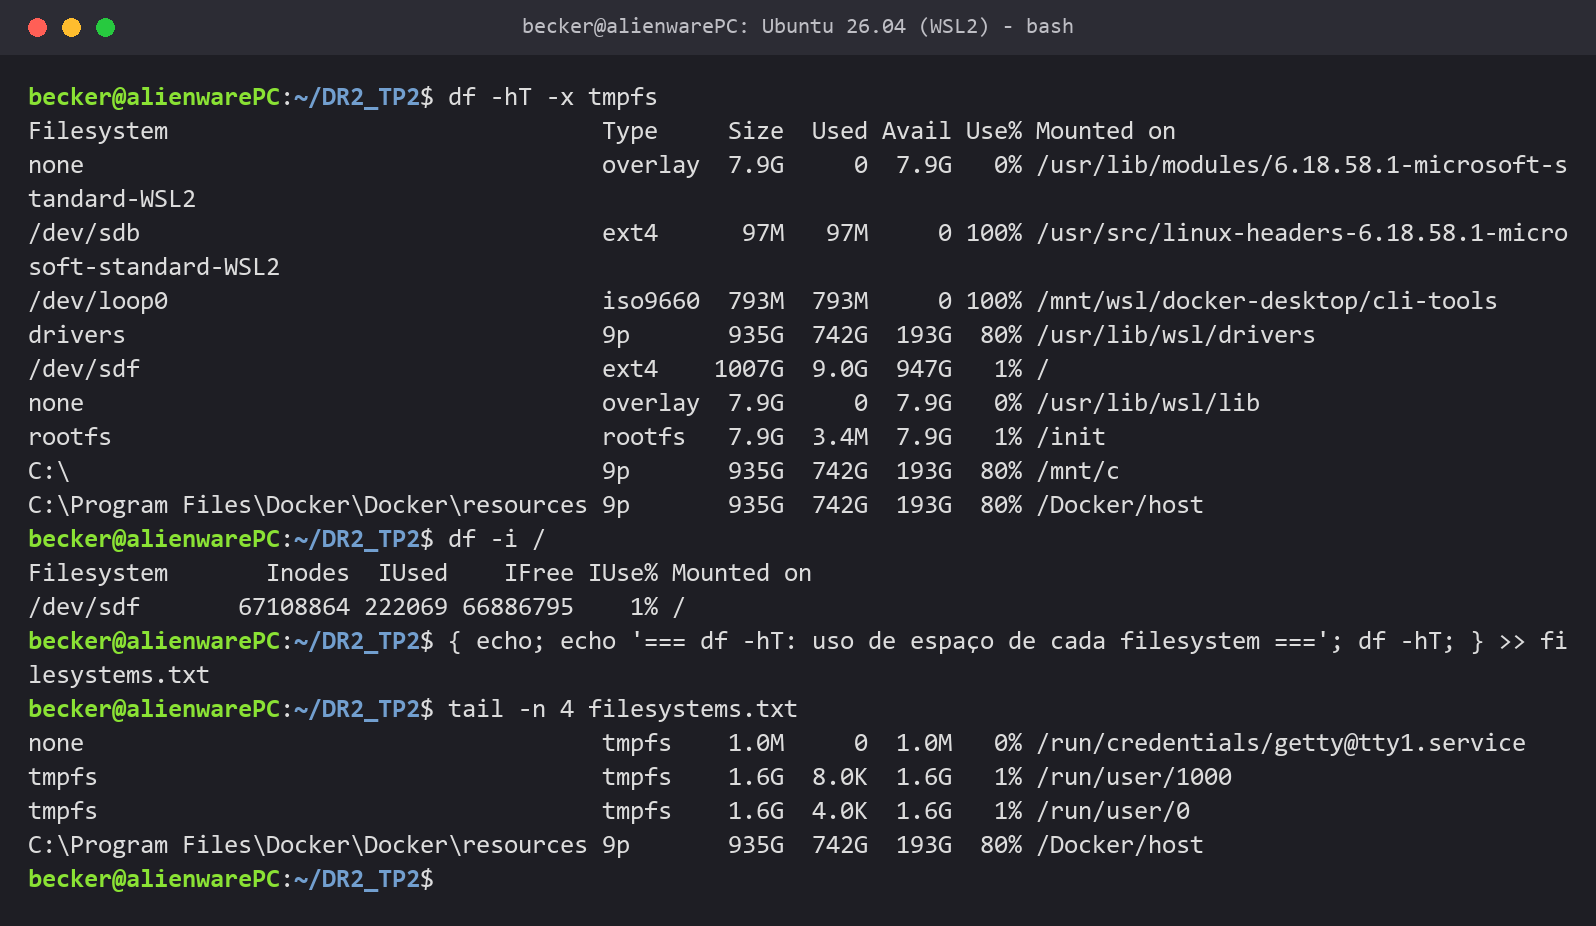 becker@alienwarePC: Ubuntu 26.04 (WSL2) - bash
becker@alienwarePC:~/DR2_TP2$ df -hT -x tmpfs
Filesystem                               Type     Size  Used Avail Use% Mounted on
none                                     overlay  7.9G     0  7.9G   0% /usr/lib/modules/6.18.58.1-microsoft-s
tandard-WSL2
/dev/sdb                                 ext4      97M   97M     0 100% /usr/src/linux-headers-6.18.58.1-micro
soft-standard-WSL2
/dev/loop0                               iso9660  793M  793M     0 100% /mnt/wsl/docker-desktop/cli-tools
drivers                                  9p       935G  742G  193G  80% /usr/lib/wsl/drivers
/dev/sdf                                 ext4    1007G  9.0G  947G   1% /
none                                     overlay  7.9G     0  7.9G   0% /usr/lib/wsl/lib
rootfs                                   rootfs   7.9G  3.4M  7.9G   1% /init
C:\                                      9p       935G  742G  193G  80% /mnt/c
C:\Program Files\Docker\Docker\resources 9p       935G  742G  193G  80% /Docker/host
becker@alienwarePC:~/DR2_TP2$ df -i /
Filesystem       Inodes  IUsed    IFree IUse% Mounted on
/dev/sdf       67108864 222069 66886795    1% /
becker@alienwarePC:~/DR2_TP2$ { echo; echo '=== df -hT: uso de espaço de cada filesystem ==='; df -hT; } >> fi
lesystems.txt
becker@alienwarePC:~/DR2_TP2$ tail -n 4 filesystems.txt
none                                     tmpfs    1.0M     0  1.0M   0% /run/credentials/getty@tty1.service
tmpfs                                    tmpfs    1.6G  8.0K  1.6G   1% /run/user/1000
tmpfs                                    tmpfs    1.6G  4.0K  1.6G   1% /run/user/0
C:\Program Files\Docker\Docker\resources 9p       935G  742G  193G  80% /Docker/host
becker@alienwarePC:~/DR2_TP2$